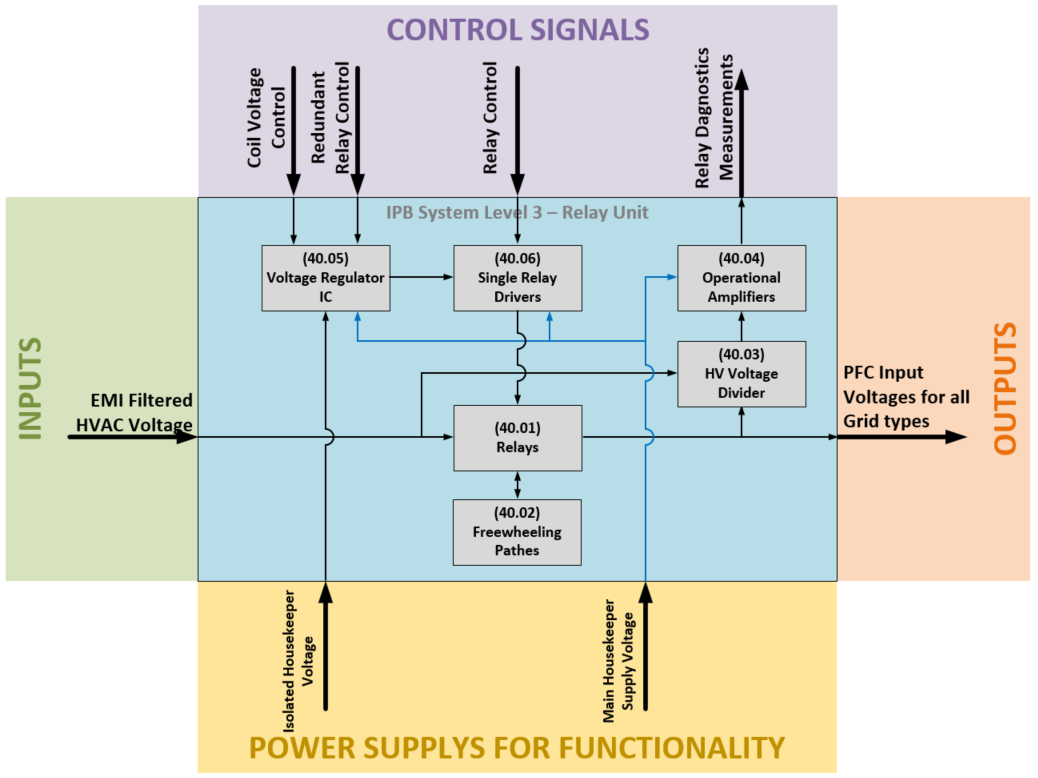 CONTROL SIGNALS
Coil Voltage
Control
Redundant
Relay Control
Relay Control
Relay Dagnostics
Measurements
IPB System Level 3 – Relay Unit
(40.05)
Voltage Regulator
IC
(40.06)
Single Relay
Drivers
(40.04)
Operational
Amplifiers
(40.03)
HV Voltage
Divider
INPUTS
EMI Filtered
HVAC Voltage
(40.01)
Relays
(40.02)
Freewheeling
Pathes
PFC Input
Voltages for all
Grid types
OUTPUTS
Isolated Housekeeper
Voltage
Main Housekeeper
Supply Voltage
POWER SUPPLYS FOR FUNCTIONALITY